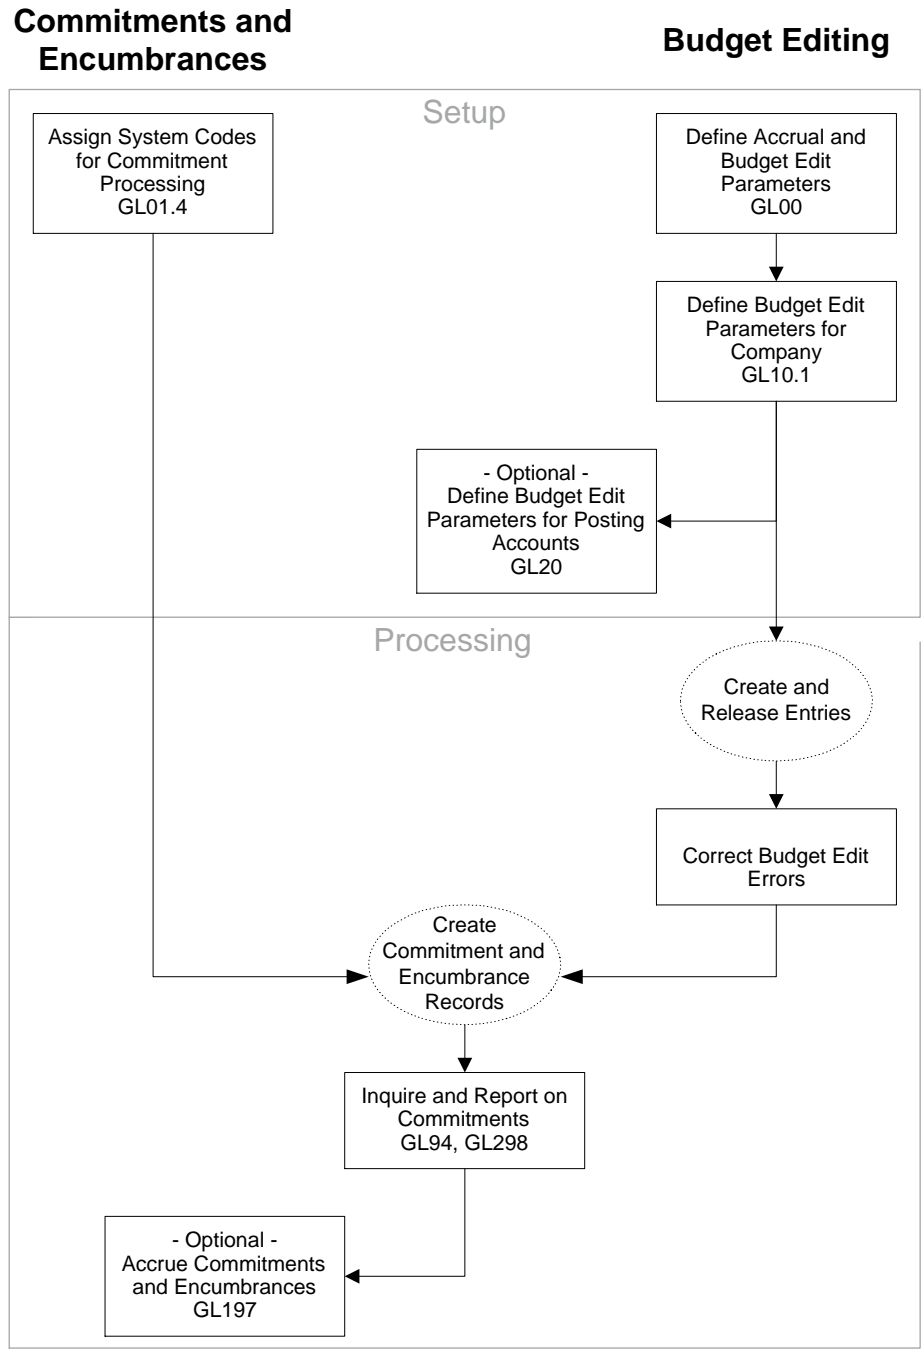 Commitments and
Encumbrances
Budget Editing
Setup
Assign System Codes
for Commitment
Processing
GL01.4
Define Accrual and
Budget Edit
Parameters
GL00
Define Budget Edit
Parameters for
Company
GL10.1
- Optional -
Define Budget Edit
Parameters for Posting
Accounts
GL20
Processing
Create and
Release Entries
Correct Budget Edit
Errors
Create
Commitment and
Encumbrance
Records
Inquire and Report on
Commitments
GL94, GL298
- Optional -
Accrue Commitments
and Encumbrances
GL197